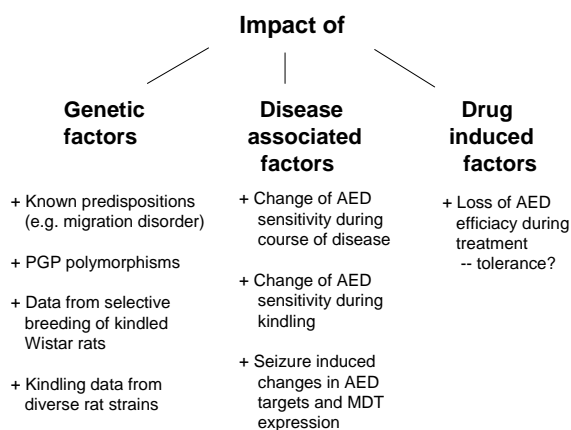 Impact of
Genetic
factors
+ Known predispositions
(e.g. migration disorder)
+ PGP polymorphisms
+ Data from selective
breeding of kindled
Wistar rats
+ Kindling data from
diverse rat strains
Disease
associated
factors
+ Change of AED
sensitivity during
course of disease
+ Change of AED
sensitivity during
kindling
+ Seizure induced
changes in AED
targets and MDT
expression
Drug
induced
factors
+ Loss of AED
efficiacy during
treatment
-- tolerance?